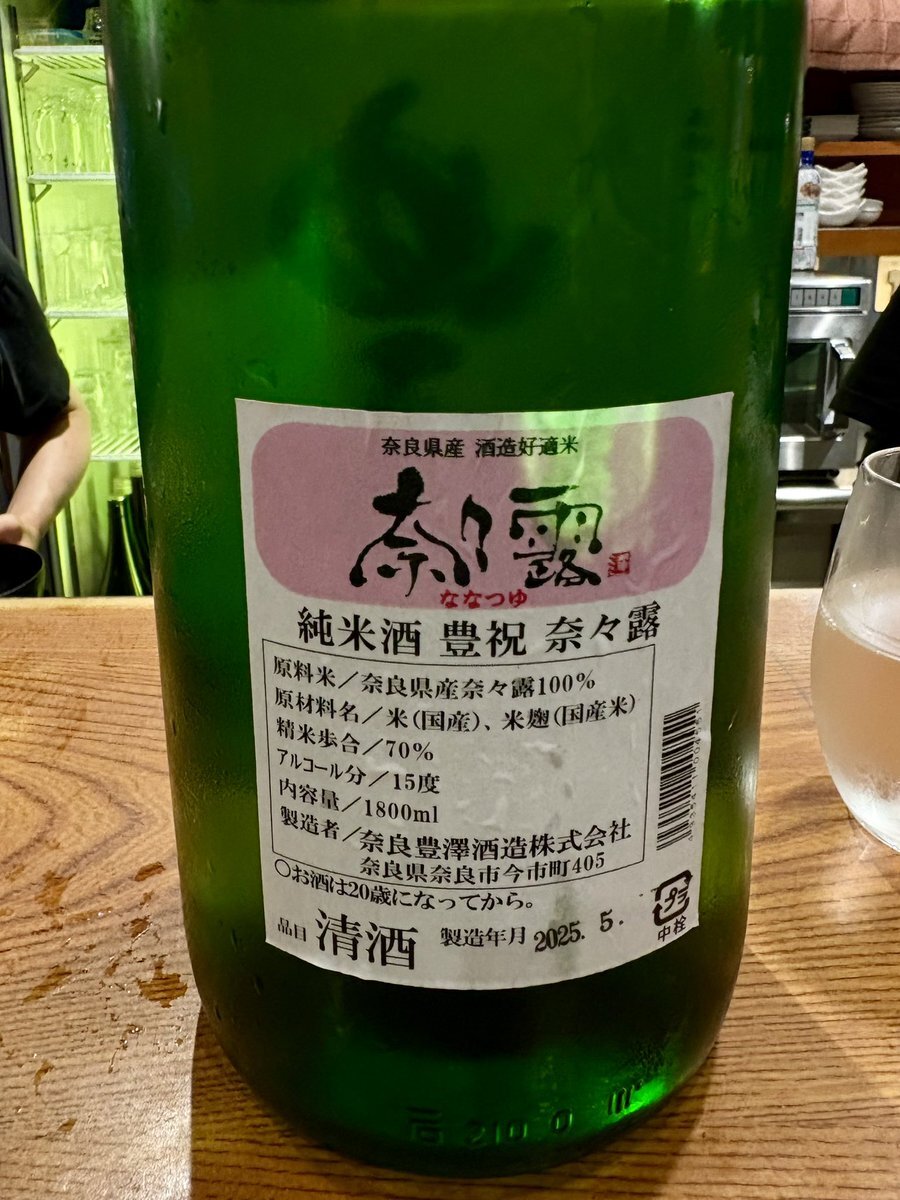 奈良県産 酒造好適米
奈々露
ななつゆ
純米酒 豊祝 奈々露
原料米／奈良県産奈々露100％
原材料名／米(国産)、米麹(国産米)
精米歩合／70％
アルコール分／15度
内容量／1800ml
製造者／奈良豊澤酒造株式会社
奈良県奈良市今市町405
○お酒は20歳になってから。
品目 清酒 製造年月 2025. 5.
プラ
中栓